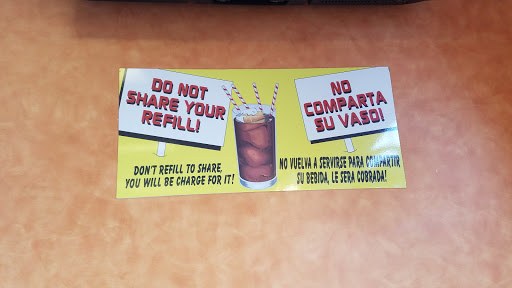 DO NOT
SHARE YOUR
REFILL!
DON'T REFILL TO SHARE,
YOU WILL BE CHARGE FOR IT!
NO
COMPARTA
SU VASO!
NO VUELVA A SERVIRSE PARA COMPARTIR
SU BEBIDA, LE SERA COBRADA!